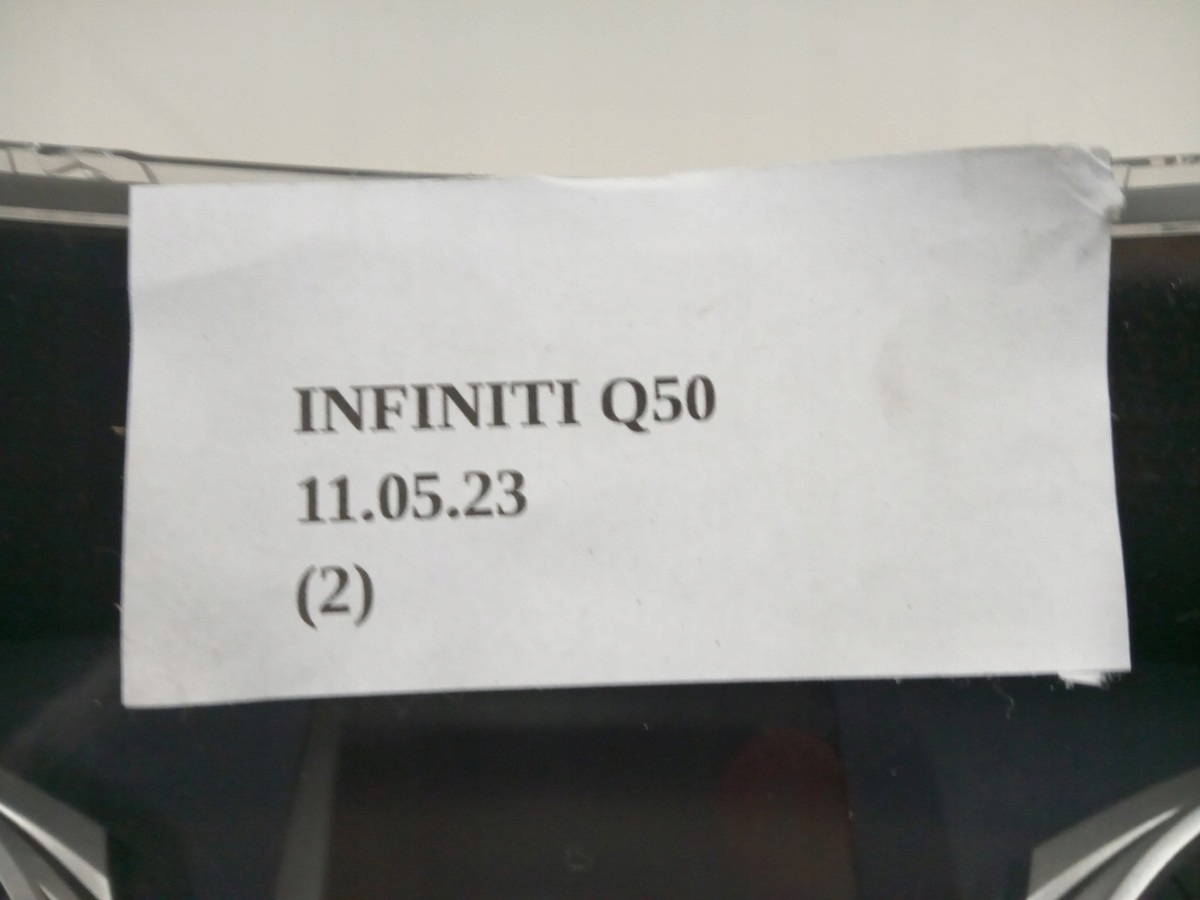 INFINITI Q50
11.05.23
(2)